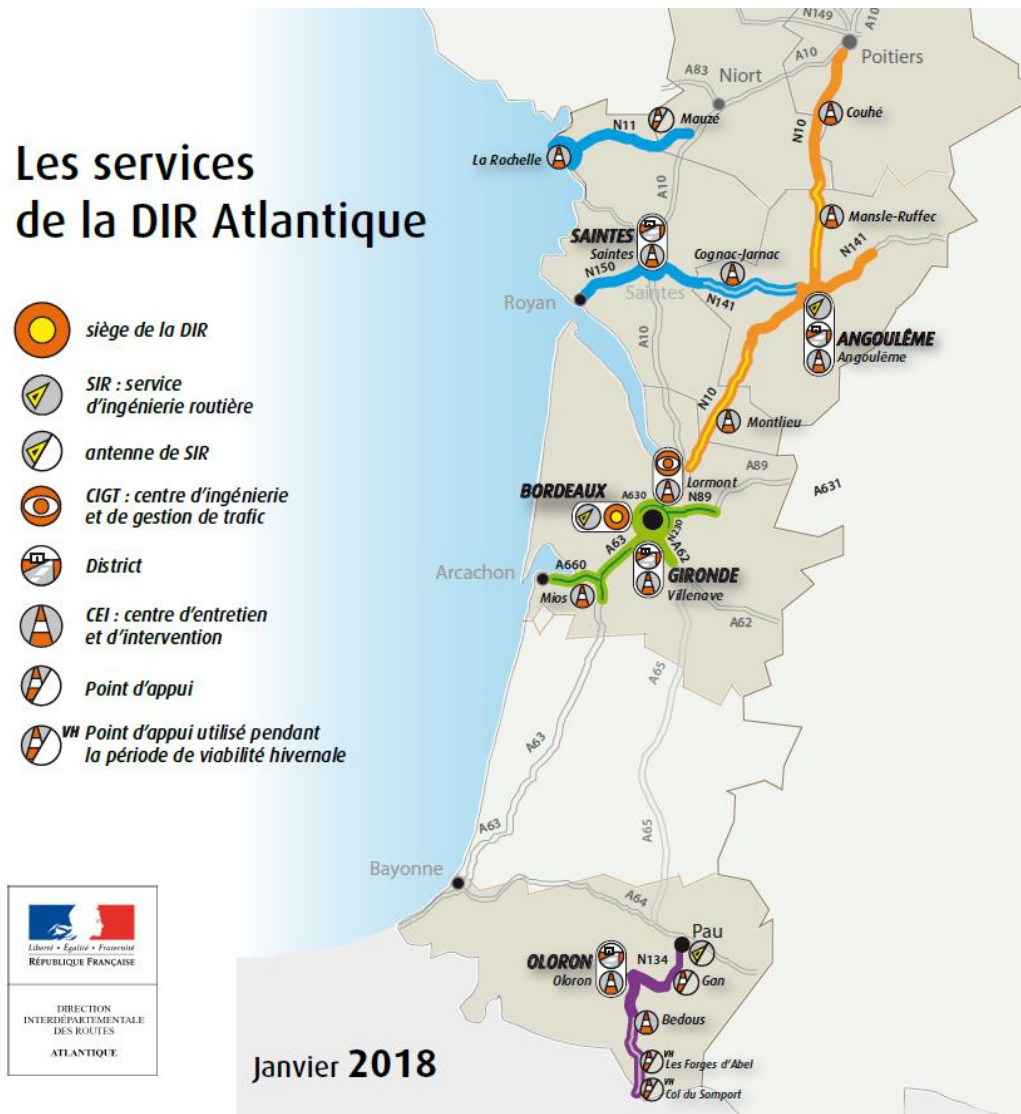 Les services
de la DIR Atlantique
siège de la DIR
SIR : service
d'ingénierie routière
antenne de SIR
CIGT : centre d'ingénierie
et de gestion de trafic
District
CEI : centre d'entretien
et d'intervention
Point d'appui
VH Point d'appui utilisé pendant
la période de viabilité hivernale
Liberté • Égalité • Fraternité
RÉPUBLIQUE FRANÇAISE
DIRECTION
INTERDÉPARTEMENTALE
DES ROUTES
ATLANTIQUE
Janvier 2018
N149
A10
A10
Poitiers
A83
Niort
N11
Mauzé
N10
Couhé
La Rochelle
A10
Mansle-Ruffec
SAINTES
Saintes
Cognac-Jarnac
N141
N150
Saintes
N141
Royan
ANGOULÊME
Angoulême
A10
N10
Montlieu
A89
Lormont
A631
BORDEAUX
A630
N89
N230
A63
A62
A660
Arcachon
GIRONDE
Villenave
Mios
A62
A65
A63
A65
A63
Bayonne
A64
Pau
OLORON
Oloron
N134
Gan
Bedous
VH
Les Forges d'Abel
VH
Col du Somport